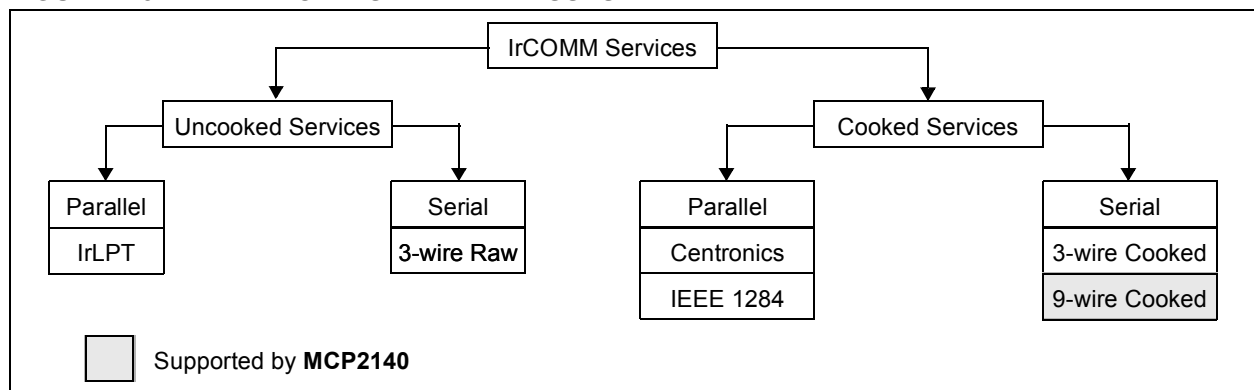 IrCOMM Services
Uncooked Services
Cooked Services
Parallel
IrLPT
Serial
3-wire Raw
Parallel
Centronics
IEEE 1284
Serial
3-wire Cooked
9-wire Cooked
Supported by MCP2140